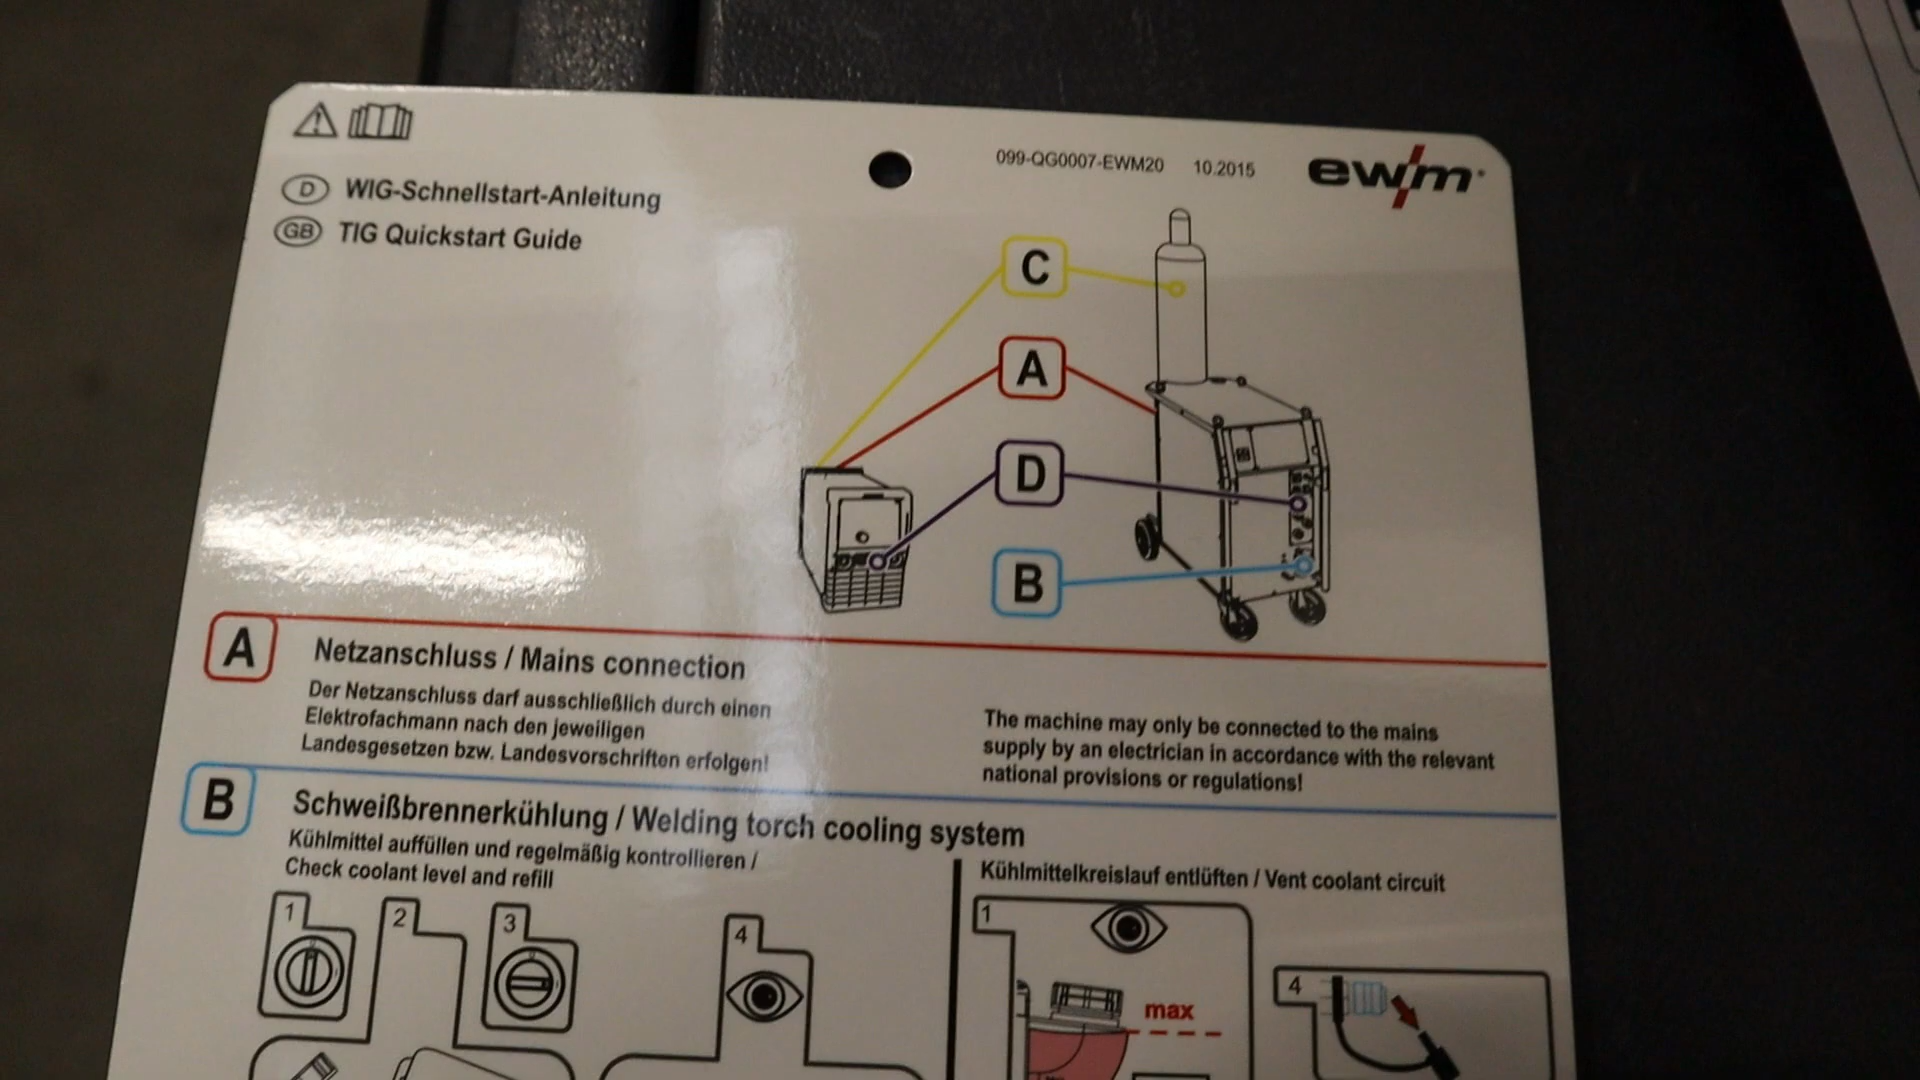 099-QG0007-EWM20 10.2015 ewm
D WIG-Schnellstart-Anleitung
GB TIG Quickstart Guide
C
A
D
B
A Netzanschluss / Mains connection
Der Netzanschluss darf ausschließlich durch einen
Elektrofachmann nach den jeweiligen
Landesgesetzen bzw. Landesvorschriften erfolgen!
The machine may only be connected to the mains
supply by an electrician in accordance with the relevant
national provisions or regulations!
B Schweißbrennerkühlung / Welding torch cooling system
Kühlmittel auffüllen und regelmäßig kontrollieren /
Check coolant level and refill
Kühlmittelkreislauf entlüften / Vent coolant circuit
1
2
3
4
1
max
4